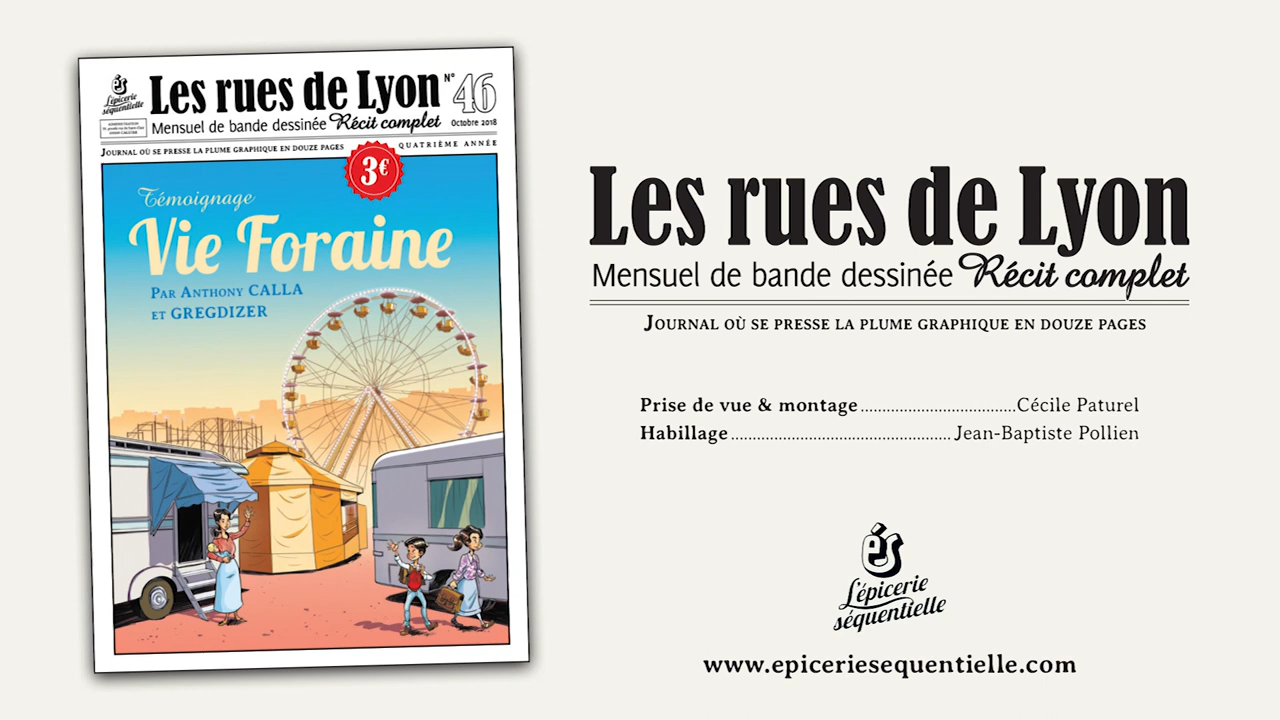 és
L'épicerie
séquentielle
Les rues de Lyon
N° 46
Mensuel de bande dessinée Récit complet
Octobre 2018
Journal où se presse la plume graphique en douze pages
QUATRIÈME ANNÉE
3€
Témoignage
Vie Foraine
Par Anthony CALLA
et GREGDIZER
Les rues de Lyon
Mensuel de bande dessinée Récit complet
Journal où se presse la plume graphique en douze pages
Prise de vue & montage....................................Cécile Paturel
Habillage...................................................Jean-Baptiste Pollien
és
L'épicerie
séquentielle
www.epiceriesequentielle.com